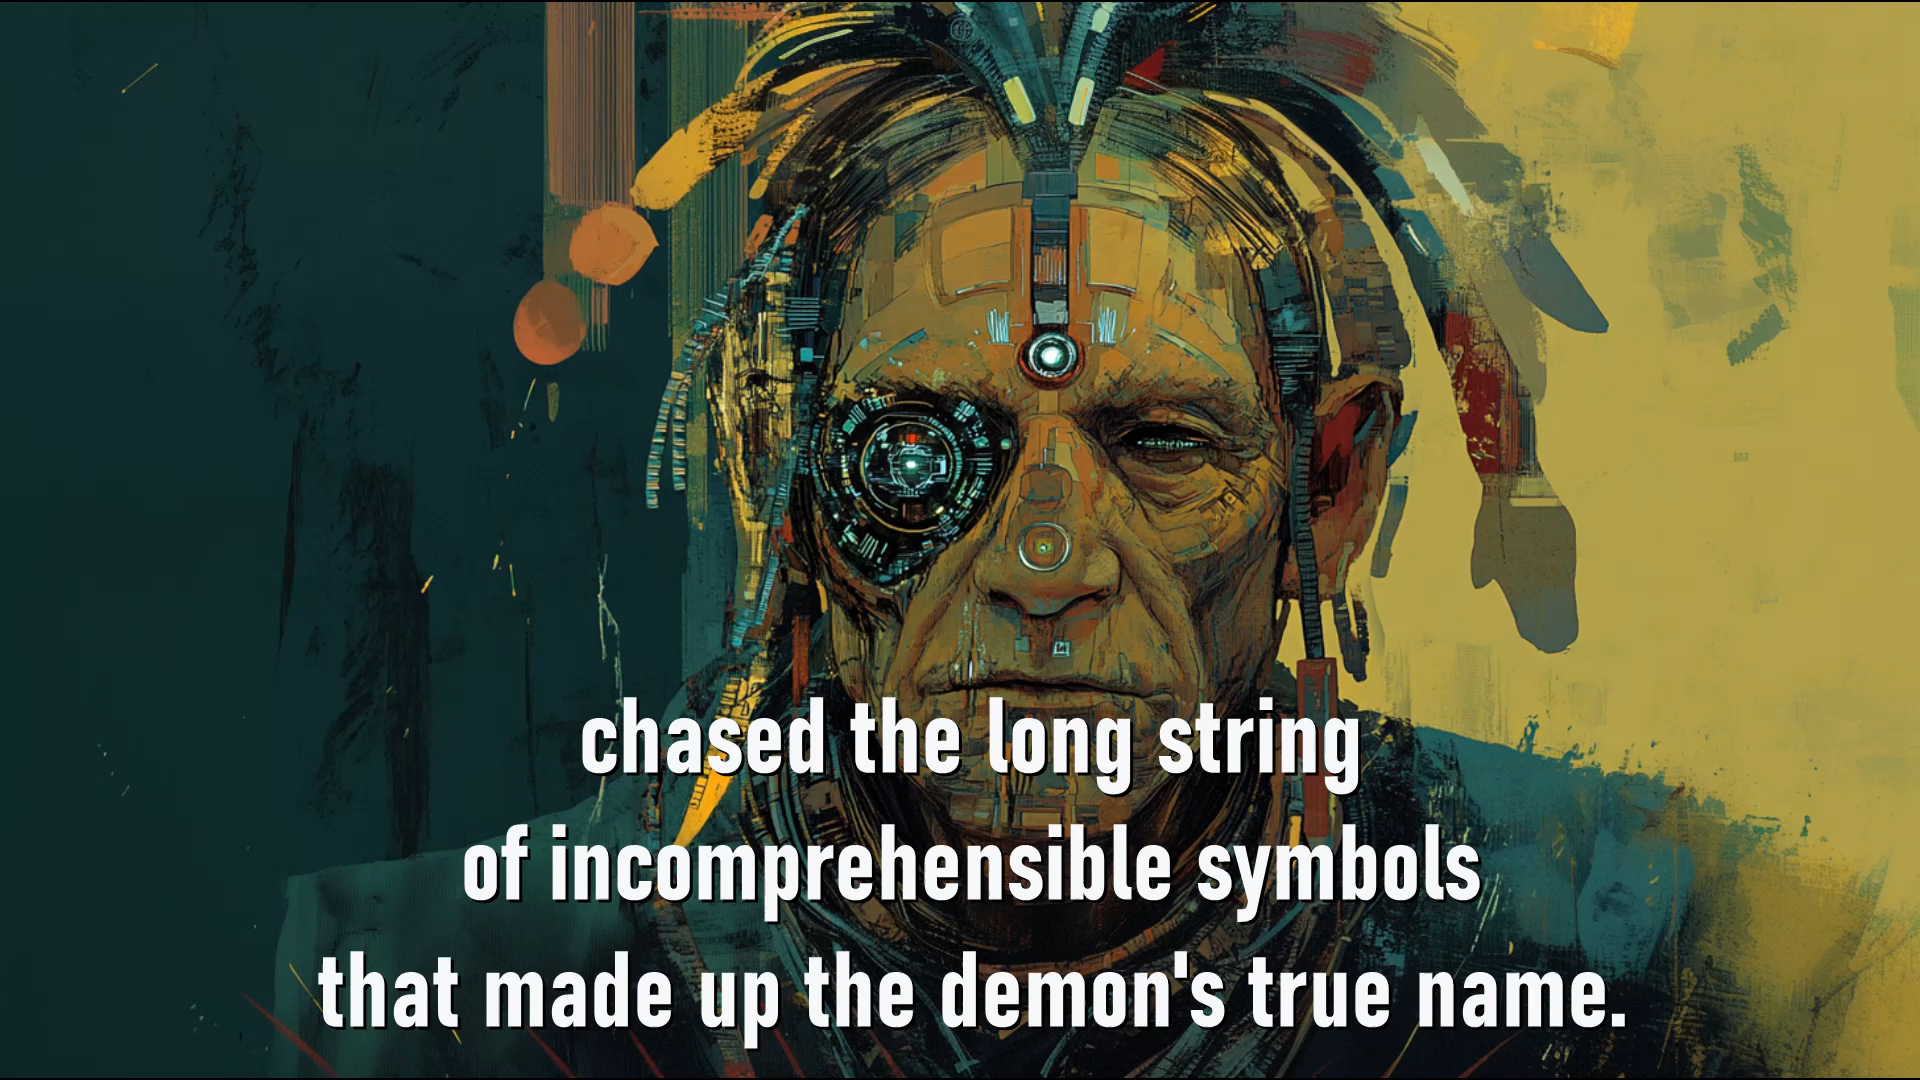 chased the long string
of incomprehensible symbols
that made up the demon's true name.